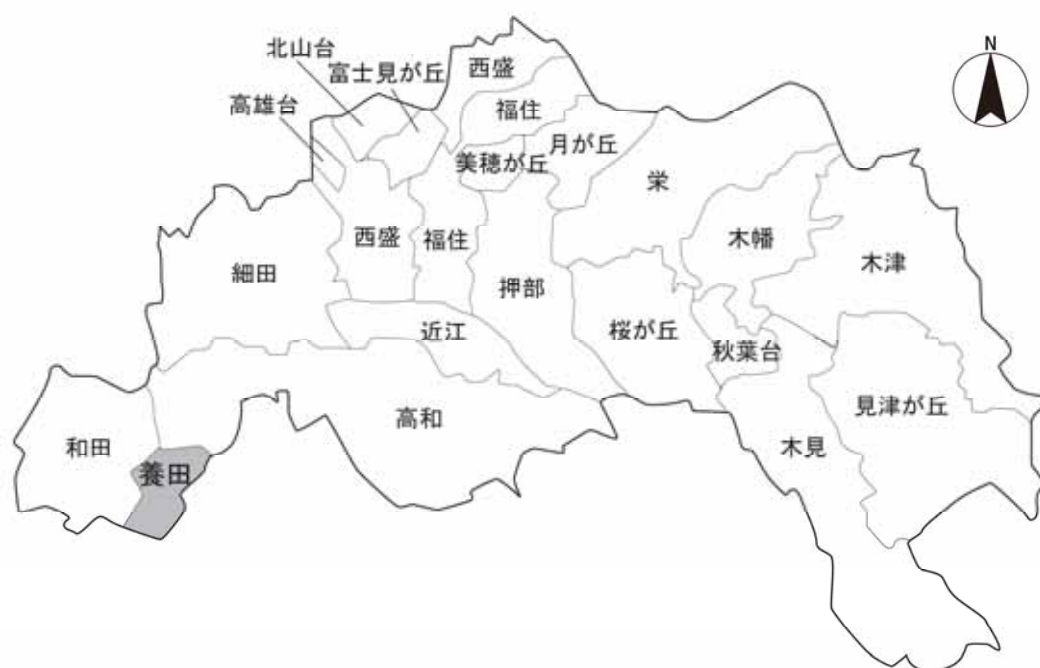 N
北山台
富士見が丘
西盛
高雄台
福住
月が丘
美穂が丘
栄
西盛
福住
木幡
細田
押部
木津
近江
桜が丘
秋葉台
見津が丘
高和
和田
木見
養田